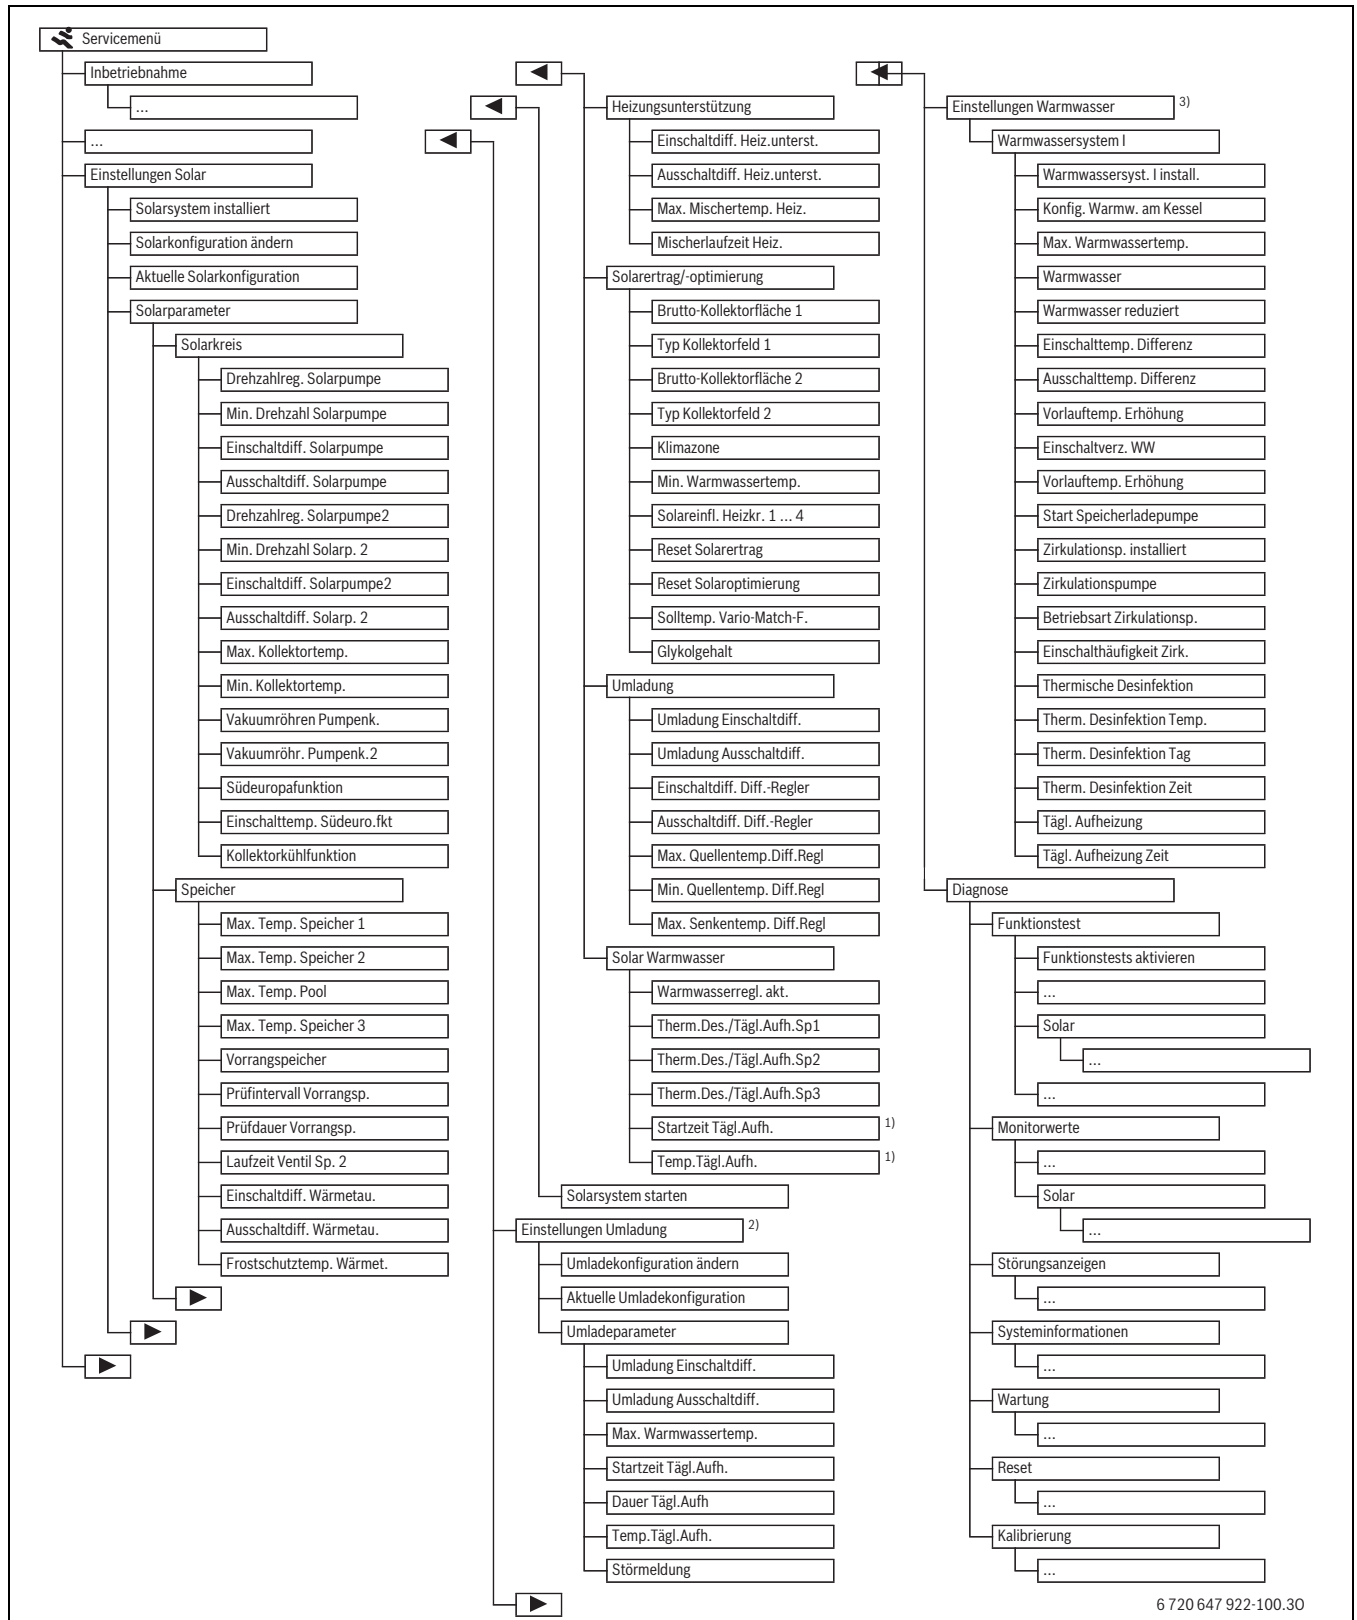 Servicemenü
Inbetriebnahme
...
...
Einstellungen Solar
Solarsystem installiert
Solarkonfiguration ändern
Aktuelle Solarkonfiguration
Solarparameter
Solarkreis
Drehzahlreg. Solarpumpe
Min. Drehzahl Solarpumpe
Einschaltdiff. Solarpumpe
Ausschaltdiff. Solarpumpe
Drehzahlreg. Solarpumpe2
Min. Drehzahl Solarp. 2
Einschaltdiff. Solarpumpe2
Ausschaltdiff. Solarp. 2
Max. Kollektortemp.
Min. Kollektortemp.
Vakuumröhren Pumpenk.
Vakuumröhr. Pumpenk.2
Südeuropafunktion
Einschalttemp. Südeuro.fkt
Kollektorkühlfunktion
Speicher
Max. Temp. Speicher 1
Max. Temp. Speicher 2
Max. Temp. Pool
Max. Temp. Speicher 3
Vorrangspeicher
Prüfintervall Vorrangsp.
Prüfdauer Vorrangsp.
Laufzeit Ventil Sp. 2
Einschaltdiff. Wärmetau.
Ausschaltdiff. Wärmetau.
Frostschutztemp. Wärmet.
Heizungsunterstützung
Einschaltdiff. Heiz.unterst.
Ausschaltdiff. Heiz.unterst.
Max. Mischertemp. Heiz.
Mischerlaufzeit Heiz.
Solarertrag/-optimierung
Brutto-Kollektorfläche 1
Typ Kollektorfeld 1
Brutto-Kollektorfläche 2
Typ Kollektorfeld 2
Klimazone
Min. Warmwassertemp.
Solareinfl. Heizkr. 1 ... 4
Reset Solarertrag
Reset Solaroptimierung
Solltemp. Vario-Match-F.
Glykolgehalt
Umladung
Umladung Einschaltdiff.
Umladung Ausschaltdiff.
Einschaltdiff. Diff.-Regler
Ausschaltdiff. Diff.-Regler
Max. Quellentemp.Diff.Regl
Min. Quellentemp. Diff.Regl
Max. Senkentemp. Diff.Regl
Solar Warmwasser
Warmwasserregl. akt.
Therm.Des./Tägl.Aufh.Sp1
Therm.Des./Tägl.Aufh.Sp2
Therm.Des./Tägl.Aufh.Sp3
Startzeit Tägl.Aufh. 1)
Temp.Tägl.Aufh. 1)
Solarsystem starten
Einstellungen Umladung 2)
Umladekonfiguration ändern
Aktuelle Umladekonfiguration
Umladeparameter
Umladung Einschaltdiff.
Umladung Ausschaltdiff.
Max. Warmwassertemp.
Startzeit Tägl.Aufh.
Dauer Tägl.Aufh
Temp.Tägl.Aufh.
Störmeldung
Einstellungen Warmwasser 3)
Warmwassersystem I
Warmwassersyst. I install.
Konfig. Warmw. am Kessel
Max. Warmwassertemp.
Warmwasser
Warmwasser reduziert
Einschalttemp. Differenz
Ausschalttemp. Differenz
Vorlauftemp. Erhöhung
Einschaltverz. WW
Vorlauftemp. Erhöhung
Start Speicherladepumpe
Zirkulationsp. installiert
Zirkulationspumpe
Betriebsart Zirkulationsp.
Einschalthäufigkeit Zirk.
Thermische Desinfektion
Therm. Desinfektion Temp.
Therm. Desinfektion Tag
Therm. Desinfektion Zeit
Tägl. Aufheizung
Tägl. Aufheizung Zeit
Diagnose
Funktionstest
Funktionstests aktivieren
...
Solar
...
...
Monitorwerte
...
Solar
...
Störungsanzeigen
...
Systeminformationen
...
Wartung
...
Reset
...
Kalibrierung
...
6 720 647 922-100.3O